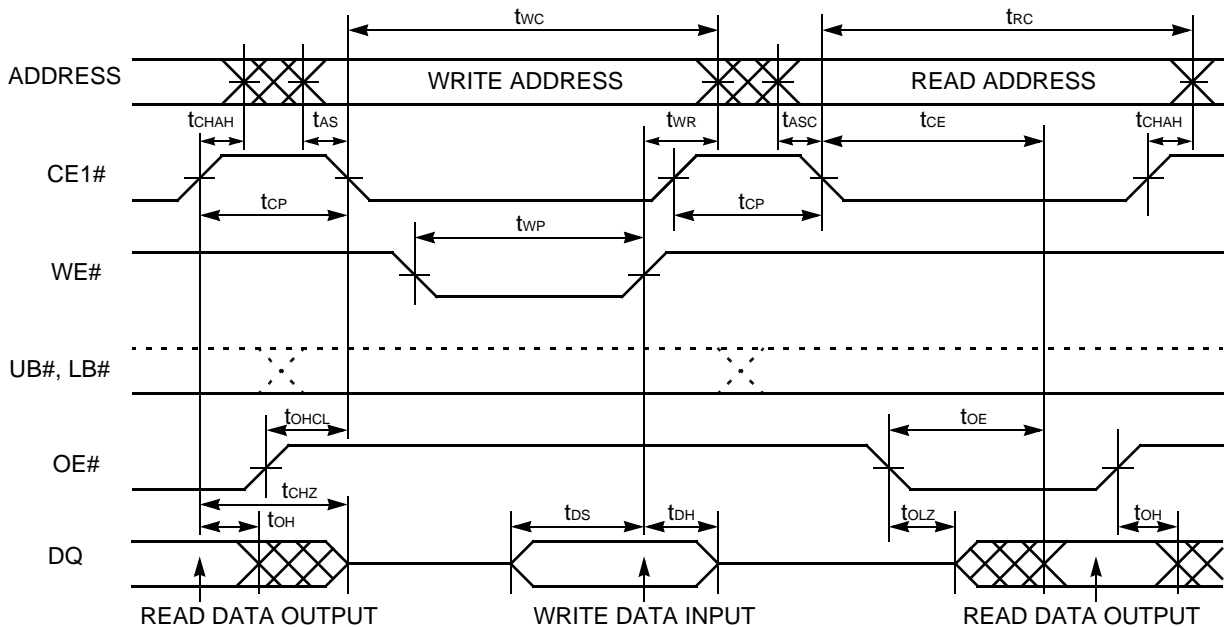 tWC tRC
ADDRESS WRITE ADDRESS READ ADDRESS
tCHAH tAS tWR tASC tCE tCHAH
CE1#
tCP tCP
tWP
WE#
UB#, LB#
tOHCL tOE
OE#
tCHZ
tOH tDS tDH tOLZ tOH
DQ
READ DATA OUTPUT WRITE DATA INPUT READ DATA OUTPUT